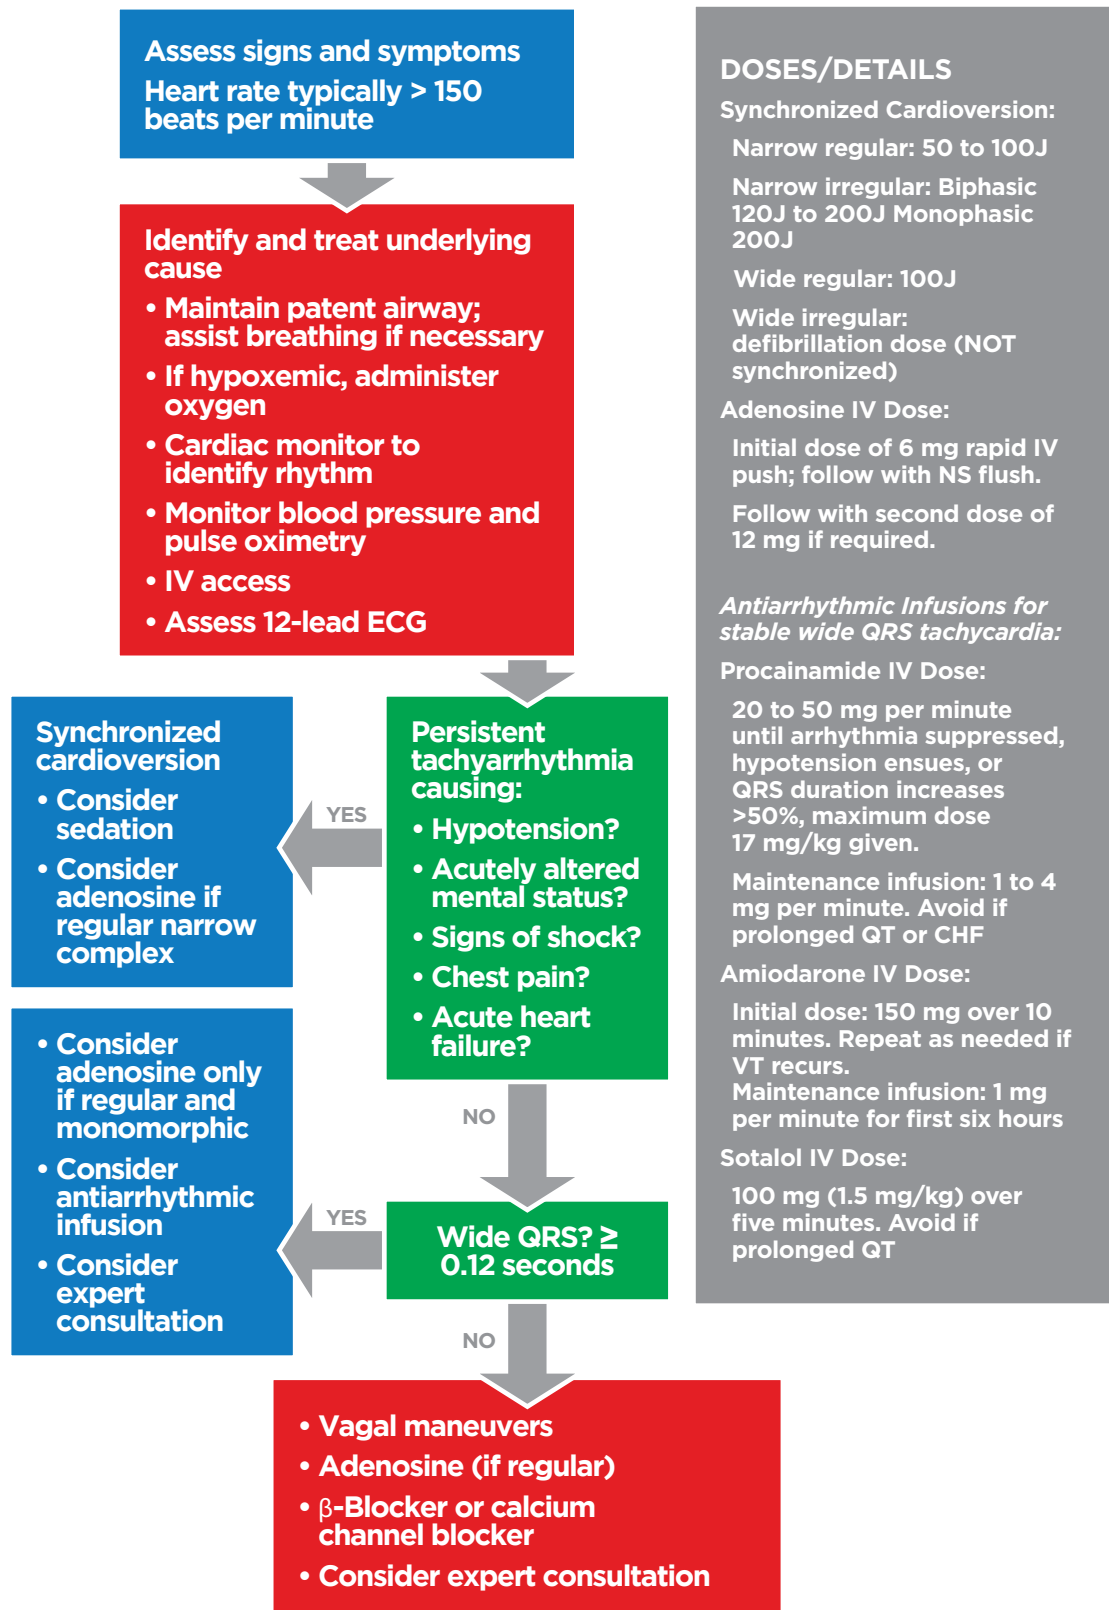 Assess signs and symptoms
Heart rate typically > 150
beats per minute
Identify and treat underlying
cause
• Maintain patent airway;
assist breathing if necessary
• If hypoxemic, administer
oxygen
• Cardiac monitor to
identify rhythm
• Monitor blood pressure and
pulse oximetry
• IV access
• Assess 12-lead ECG
Persistent
tachyarrhythmia
causing:
• Hypotension?
• Acutely altered
mental status?
• Signs of shock?
• Chest pain?
• Acute heart
failure?
YES
Synchronized
cardioversion
• Consider
sedation
• Consider
adenosine if
regular narrow
complex
NO
Wide QRS? ≥
0.12 seconds
YES
• Consider
adenosine only
if regular and
monomorphic
• Consider
antiarrhythmic
infusion
• Consider
expert
consultation
NO
• Vagal maneuvers
• Adenosine (if regular)
• β-Blocker or calcium
channel blocker
• Consider expert consultation
DOSES/DETAILS
Synchronized Cardioversion:
Narrow regular: 50 to 100J
Narrow irregular: Biphasic
120J to 200J Monophasic
200J
Wide regular: 100J
Wide irregular:
defibrillation dose (NOT
synchronized)
Adenosine IV Dose:
Initial dose of 6 mg rapid IV
push; follow with NS flush.
Follow with second dose of
12 mg if required.
Antiarrhythmic Infusions for
stable wide QRS tachycardia:
Procainamide IV Dose:
20 to 50 mg per minute
until arrhythmia suppressed,
hypotension ensues, or
QRS duration increases
>50%, maximum dose
17 mg/kg given.
Maintenance infusion: 1 to 4
mg per minute. Avoid if
prolonged QT or CHF
Amiodarone IV Dose:
Initial dose: 150 mg over 10
minutes. Repeat as needed if
VT recurs.
Maintenance infusion: 1 mg
per minute for first six hours
Sotalol IV Dose:
100 mg (1.5 mg/kg) over
five minutes. Avoid if
prolonged QT